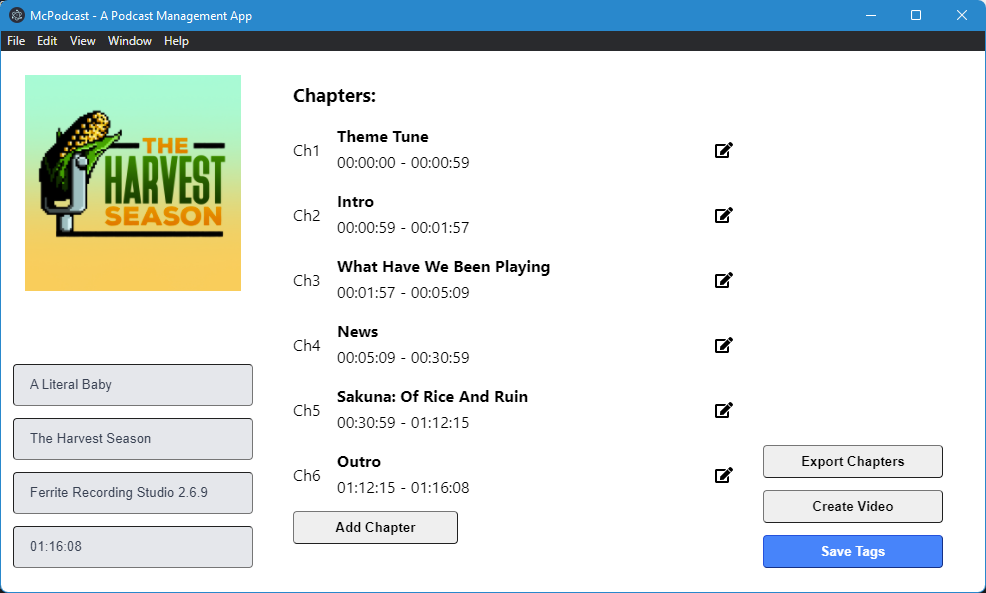 McPodcast - A Podcast Management App
File Edit View Window Help
THE
HARVEST
SEASON
A Literal Baby
The Harvest Season
Ferrite Recording Studio 2.6.9
01:16:08
Chapters:
Ch1
Theme Tune
00:00:00 - 00:00:59
Ch2
Intro
00:00:59 - 00:01:57
Ch3
What Have We Been Playing
00:01:57 - 00:05:09
Ch4
News
00:05:09 - 00:30:59
Ch5
Sakuna: Of Rice And Ruin
00:30:59 - 01:12:15
Ch6
Outro
01:12:15 - 01:16:08
Add Chapter
Export Chapters
Create Video
Save Tags